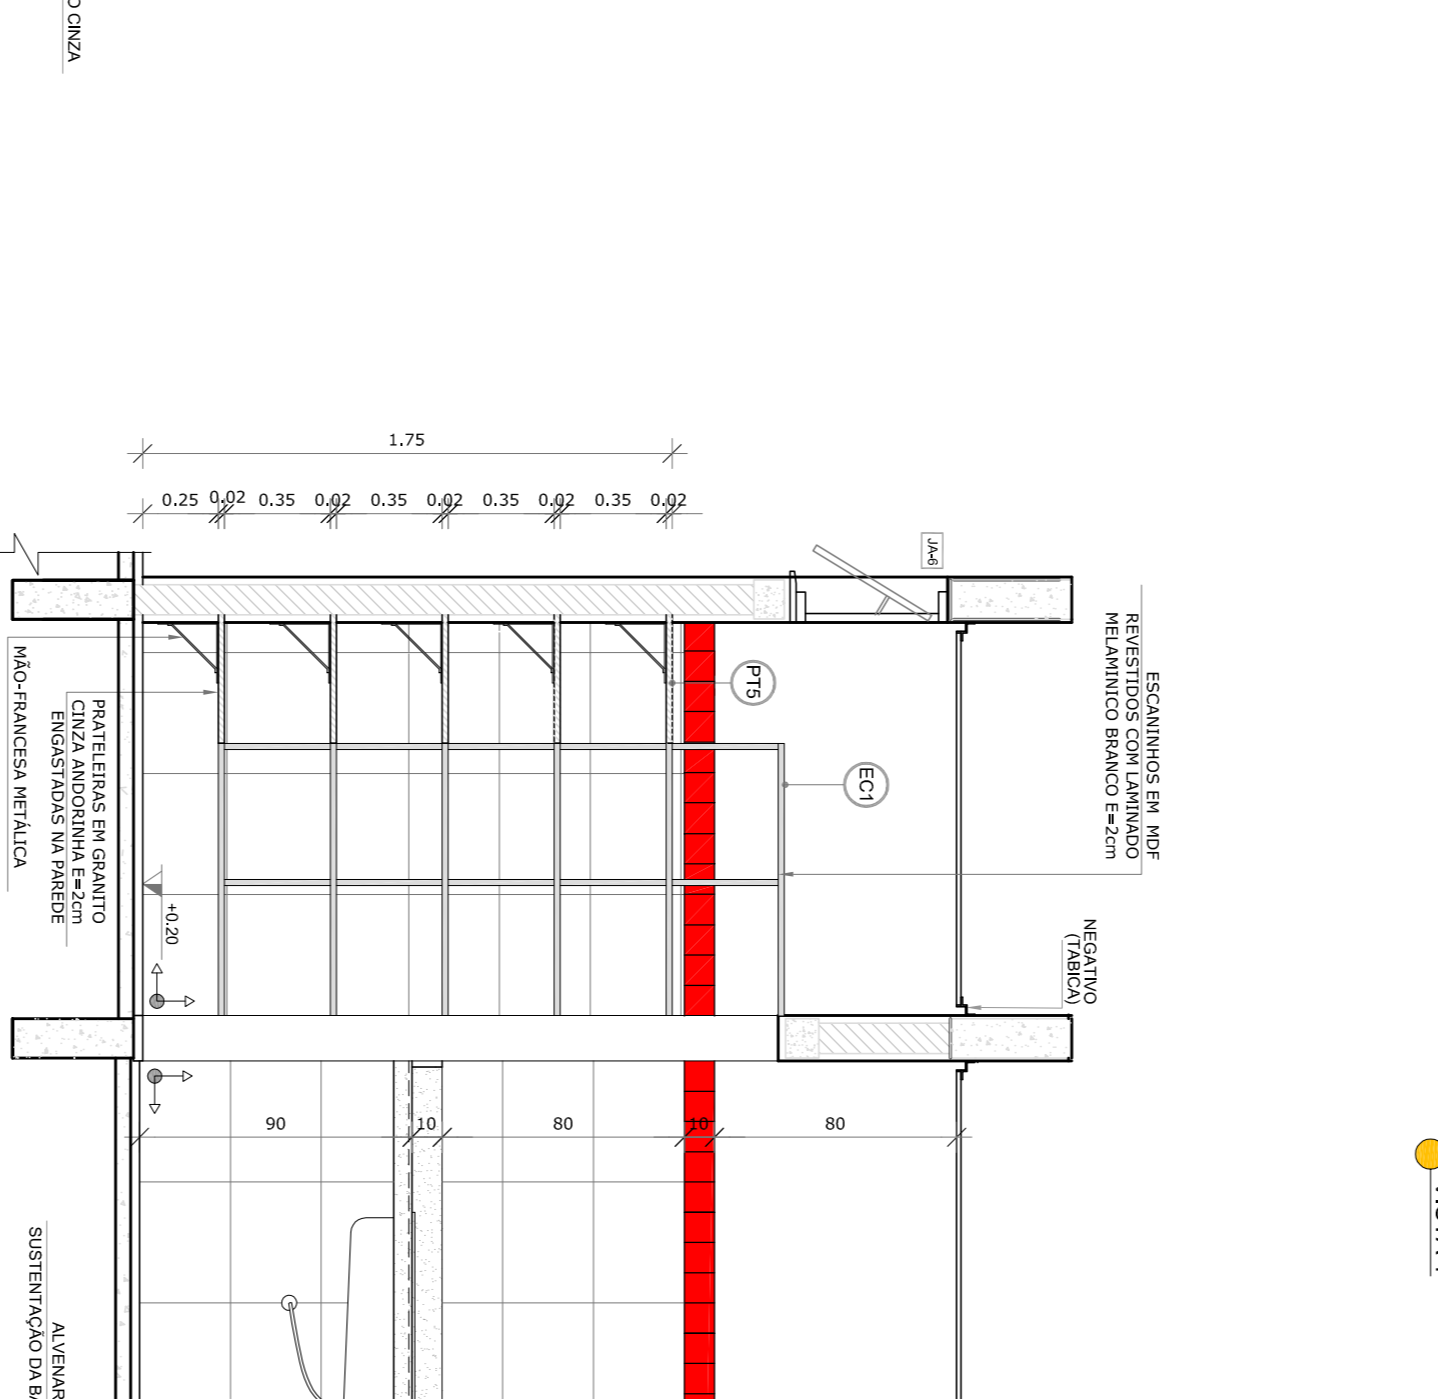 O CINZA
1.75
0.25 0.02 0.35 0.02 0.35 0.02 0.35 0.02 0.35 0.02
JA-6
ESCANINHOS EM MDF
REVESTIDOS COM LAMINADO
MELAMINICO BRANCO E=2cm
PT5
EC1
MÃO-FRANCESA METÁLICA
PRATELEIRAS EM GRANITO
CINZA ANDORINHA E=2cm
ENGASTADAS NA PAREDE
+0.20
NEGATIVO
(TABICA)
90 10 80 10 80
ALVENAR
SUSTENTAÇÃO DA BA